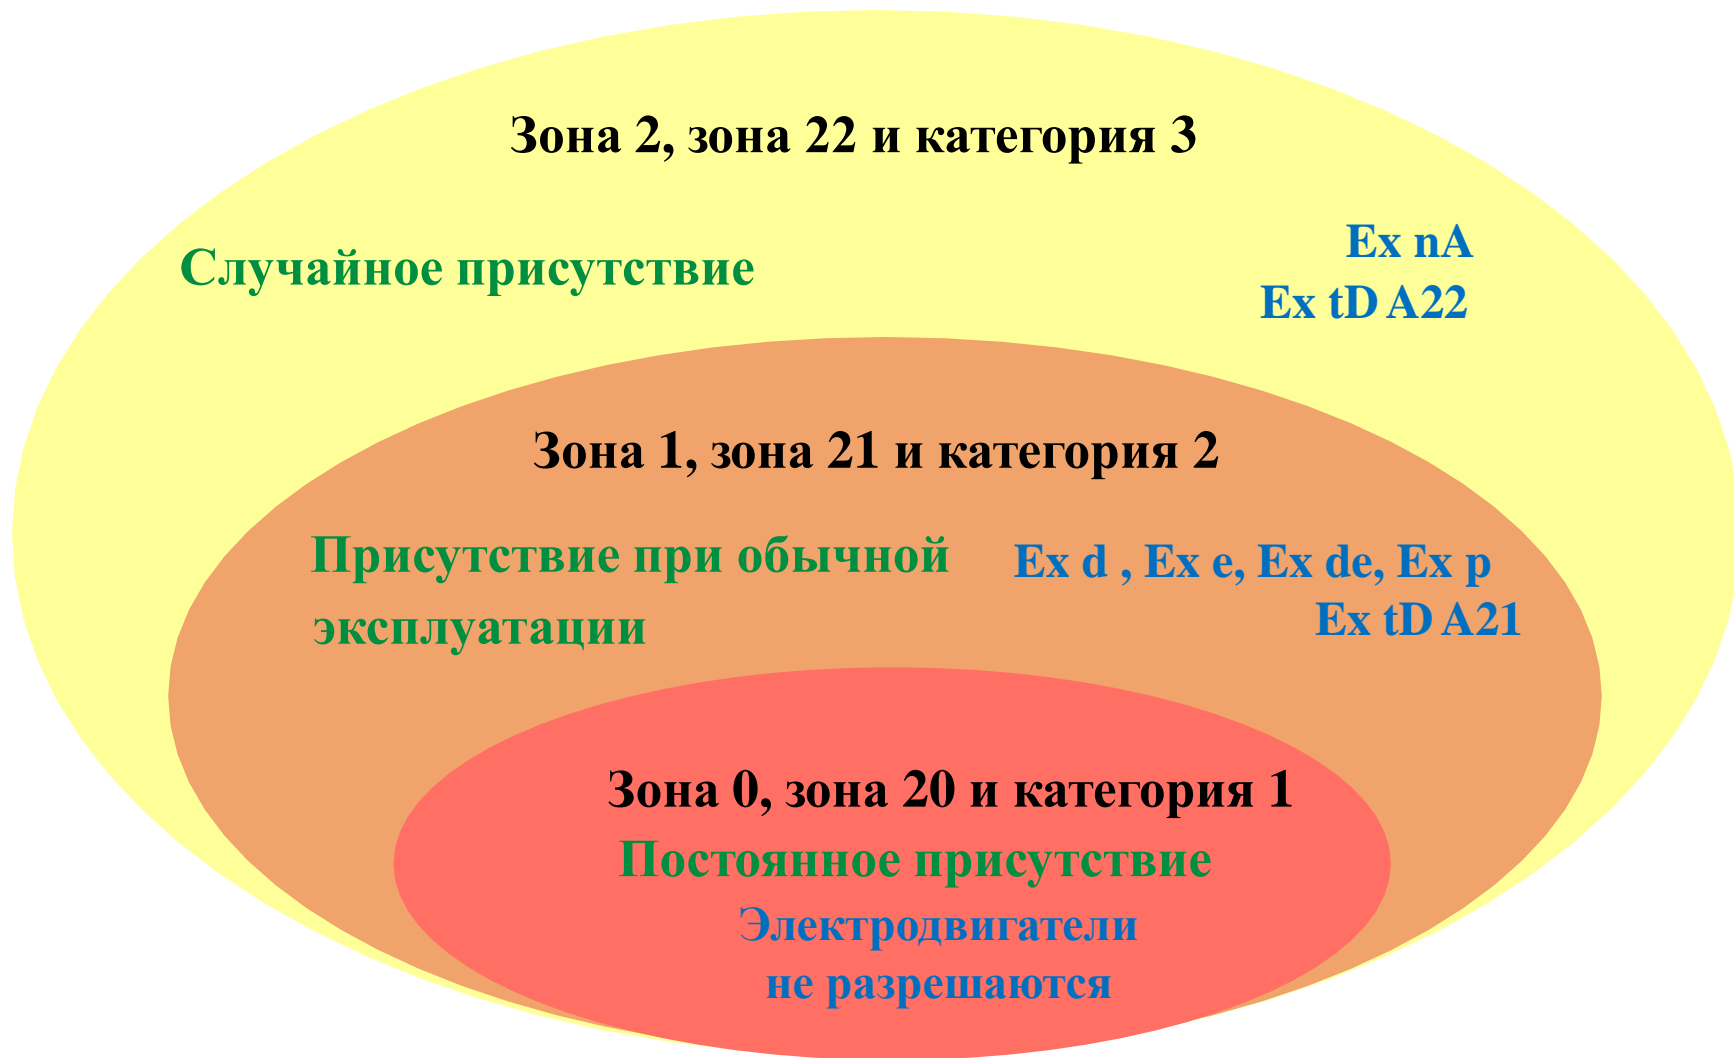 Зона 2, зона 22 и категория 3
Случайное присутствие
Ex nA
Ex tD A22
Зона 1, зона 21 и категория 2
Присутствие при обычной
эксплуатации
Ex d , Ex e, Ex de, Ex p
Ex tD A21
Зона 0, зона 20 и категория 1
Постоянное присутствие
Электродвигатели
не разрешаются